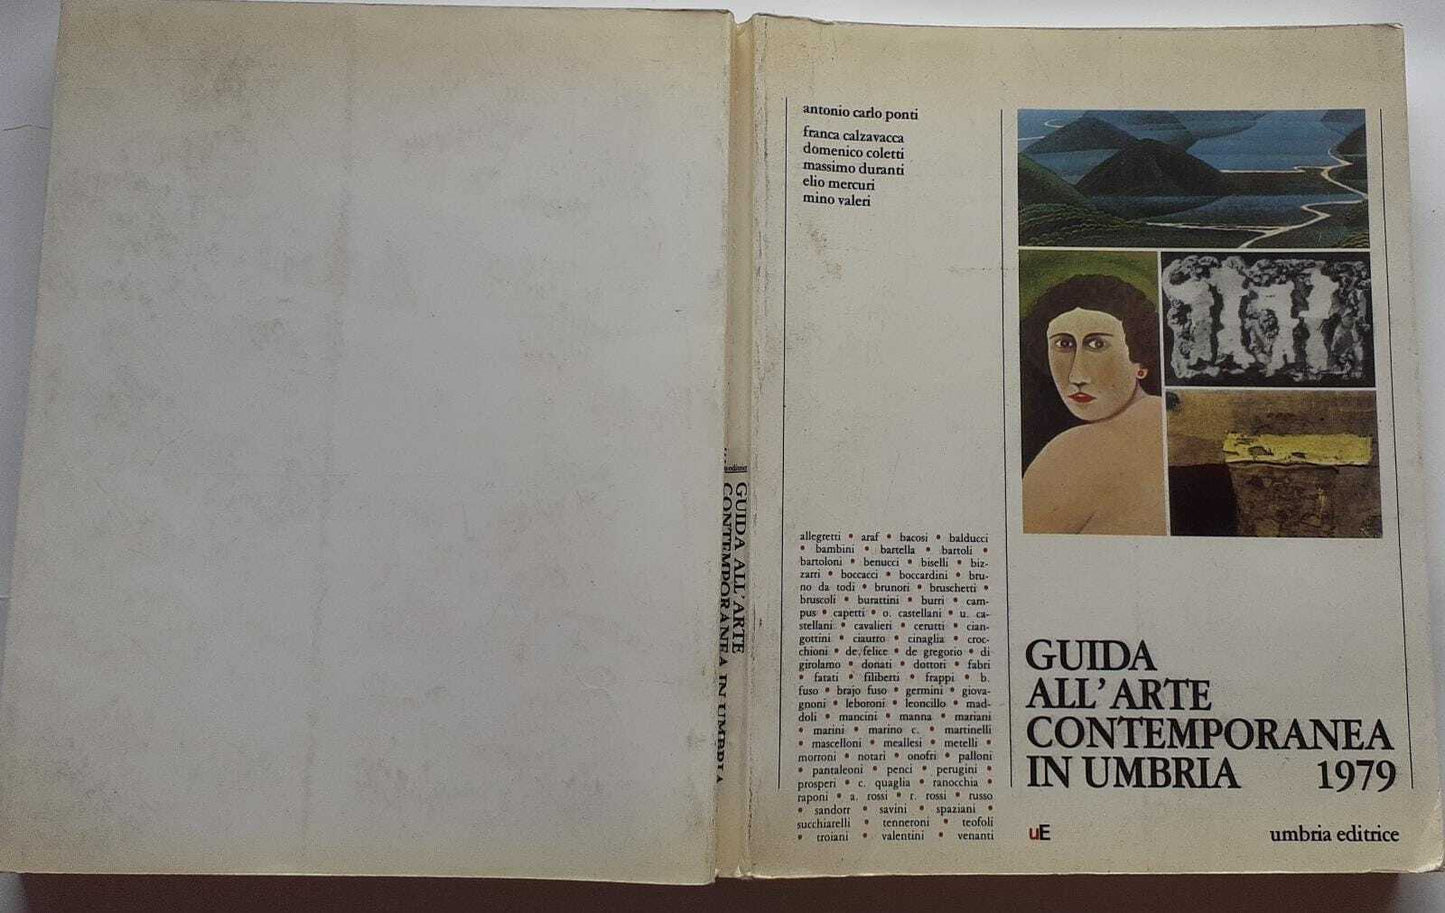 GUIDA ALL'ARTE
CONTEMPORANEA IN UMBRIA
antonio carlo ponti
franca calzavacca
domenico coletti
massimo duranti
elio mercuri
mino valeri
allegretti • araf • bacosi • balducci
• bambini • bartella • bartoli •
bartoloni • benucci • biselli • biz-
zarri • boccacci • boccardini • bru-
no da todi • brunori • bruschetti •
bruscoli • burattini • burri • cam-
pus • capetti • o. castellani • u. ca-
stellani • cavalieri • cerutti • cian-
gottini • ciautto • cinaglia • croc-
chioni • de felice • de gregorio • di
girolamo • donati • dottori • fabri
• fatati • filiberti • frappi • b.
fuso • brajo fuso • germini • giova-
gnoni • leboroni • leoncillo • mad-
doli • mancini • manna • mariani
• marini • marino c. • martinelli
• mascelloni • meallesi • metelli •
morroni • notari • onofri • palloni
• pantaleoni • penci • perugini •
prosperi • c. quaglia • ranocchia •
raponi • a. rossi • r. rossi • russo
• sandorr • savini • spaziani •
succhiarelli • tenneroni • teofoli
• troiani • valentini • venanti
GUIDA
ALL'ARTE
CONTEMPORANEA
IN UMBRIA 1979
uE umbria editrice